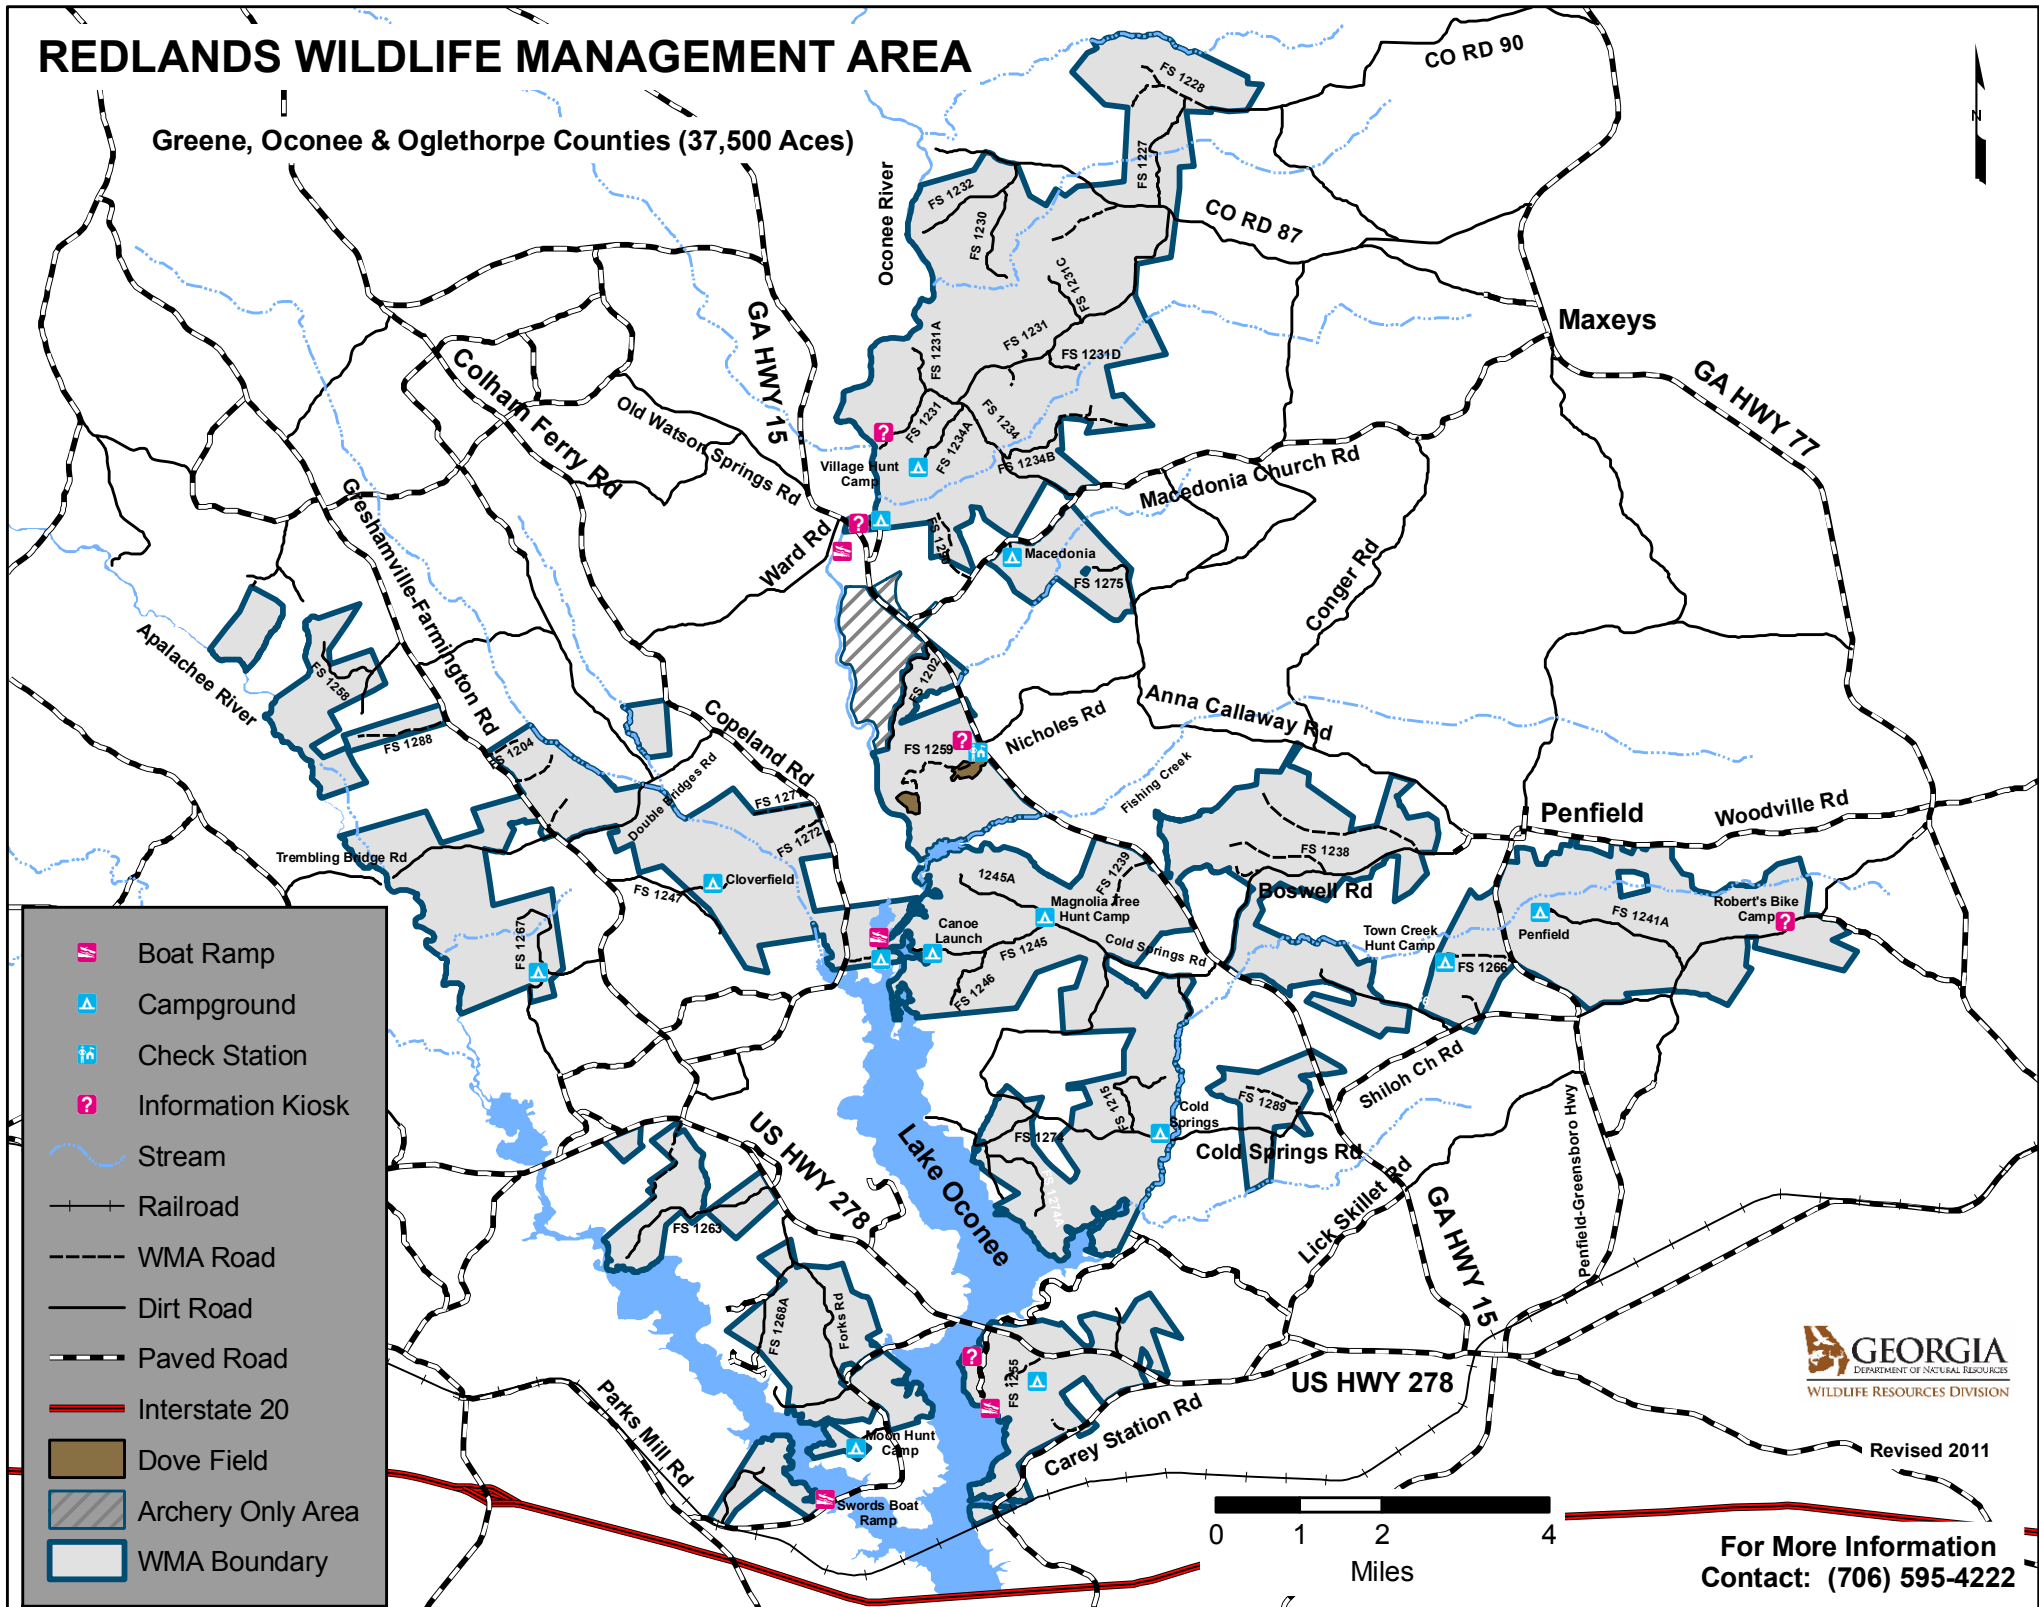 REDLANDS WILDLIFE MANAGEMENT AREA
Greene, Oconee & Oglethorpe Counties (37,500 Aces)
CO RD 90
N
FS 1228
FS 1227
Oconee River
FS 1232
FS 1230
CO RD 87
FS 1231C
GA HWY 15
FS 1231A
FS 1231
FS 1231D
Maxeys
GA HWY 77
Colham Ferry Rd
Old Watson Springs Rd
FS 1231
FS 1234A
FS 1234
FS 1234B
Village Hunt
Camp
Macedonia Church Rd
Geshamville-Farmington Rd
Ward Rd
Macedonia
FS 1275
Conger Rd
Apalachee River
FS 1258
FS 1202
FS 1288
FS 1204
Copeland Rd
Double Bridges Rd
FS 1259
Nicholes Rd
Anna Callaway Rd
Fishing Creek
FS 1272
Penfield
Woodville Rd
Trembling Bridge Rd
FS 1247
Cloverfield
1245A
FS 1239
FS 1238
Boswell Rd
Magnolia Tree
Hunt Camp
Canoe
Launch
FS 1245
FS 1246
Cold Springs Rd
Town Creek
Hunt Camp
FS 1266
Penfield
FS 1241A
Robert's Bike
Camp
FS 1267
Boat Ramp
Campground
Check Station
Information Kiosk
Stream
Railroad
WMA Road
Dirt Road
Paved Road
Interstate 20
Dove Field
Archery Only Area
WMA Boundary
US HWY 278
Lake Oconee
FS 1215
FS 1274
FS 1274A
Cold
Springs
Cold Springs Rd
FS 1289
Shiloh Ch Rd
Lick Skillet Rd
GA HWY 15
Penfield-Greensboro Hwy
FS 1263
FS 1268A
Forks Rd
FS 1255
Parks Mill Rd
Moon Hunt
Camp
Swords Boat
Ramp
Carey Station Rd
US HWY 278
GEORGIA
DEPARTMENT OF NATURAL RESOURCES
WILDLIFE RESOURCES DIVISION
Revised 2011
0 1 2 4
Miles
For More Information
Contact: (706) 595-4222